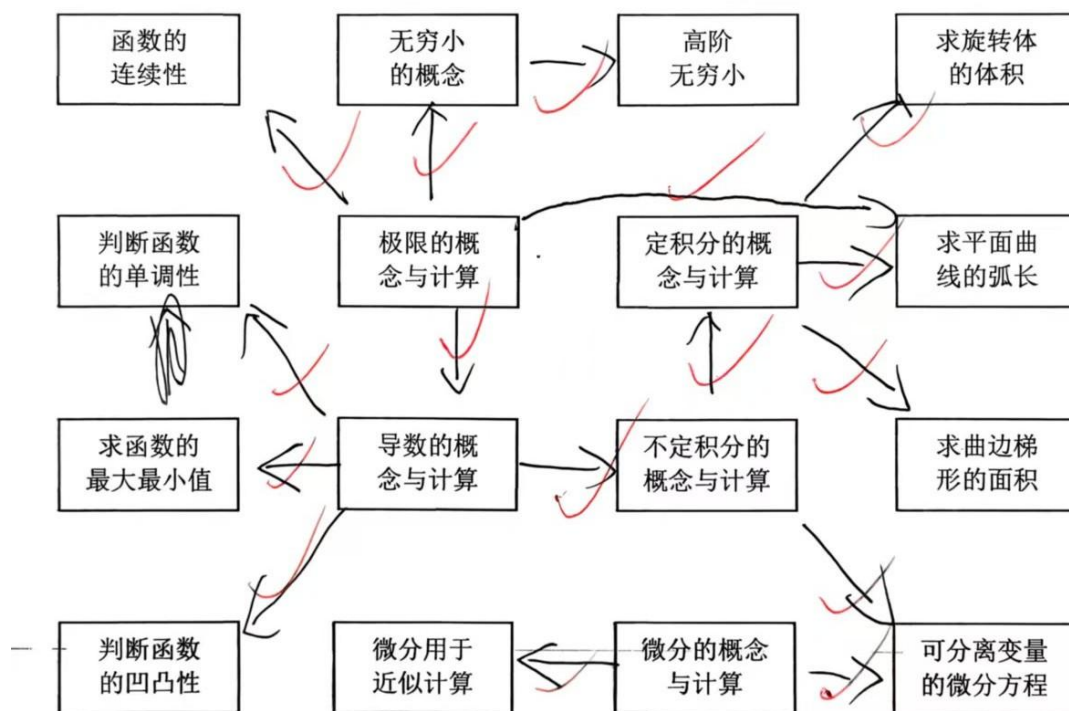 函数的
连续性
无穷小
的概念
高阶
无穷小
求旋转体
的体积
判断函数
的单调性
极限的概
念与计算
定积分的概
念与计算
求平面曲
线的弧长
求函数的
最大最小值
导数的概
念与计算
不定积分的
概念与计算
求曲边梯
形的面积
判断函数
的凹凸性
微分用于
近似计算
微分的概念
与计算
可分离变量
的微分方程